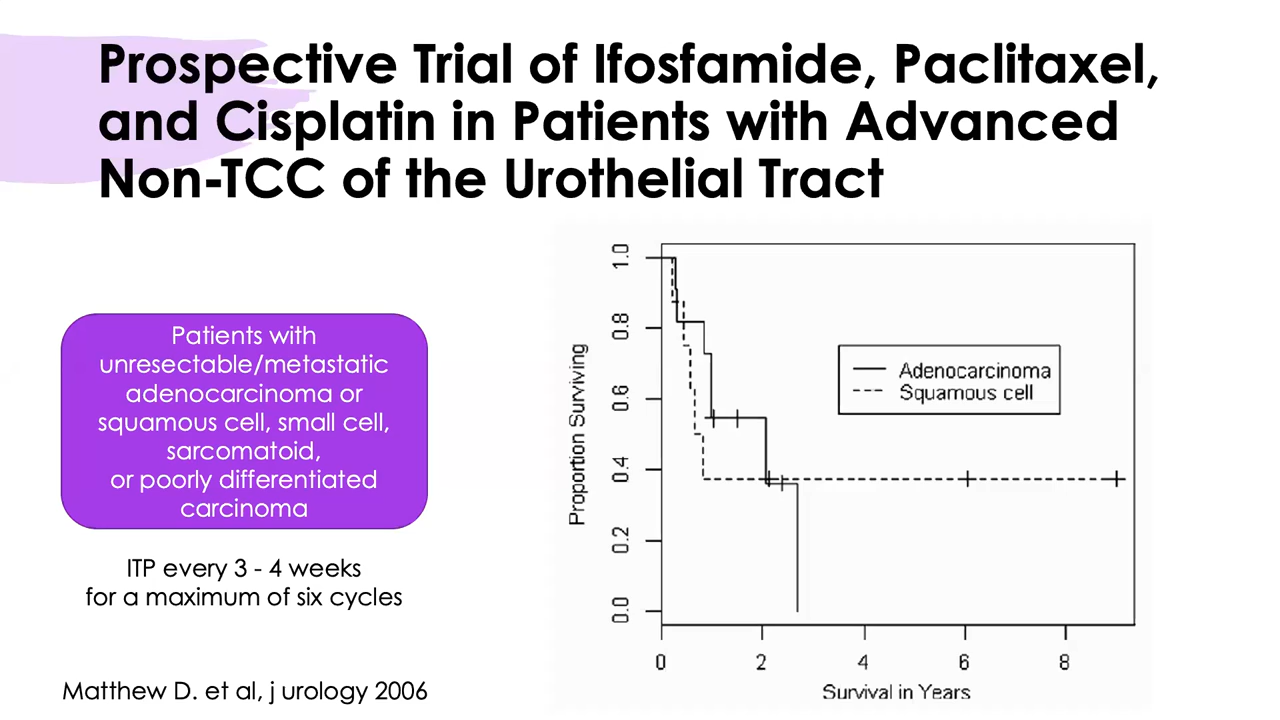 Prospective Trial of Ifosfamide, Paclitaxel,
and Cisplatin in Patients with Advanced
Non-TCC of the Urothelial Tract
Patients with
unresectable/metastatic
adenocarcinoma or
squamous cell, small cell,
sarcomatoid,
or poorly differentiated
carcinoma
ITP every 3 - 4 weeks
for a maximum of six cycles
Matthew D. et al, j urology 2006
Proportion Surviving
1.0
0.8
0.6
0.4
0.2
0.0
Adenocarcinoma
Squamous cell
0 2 4 6 8
Survival in Years